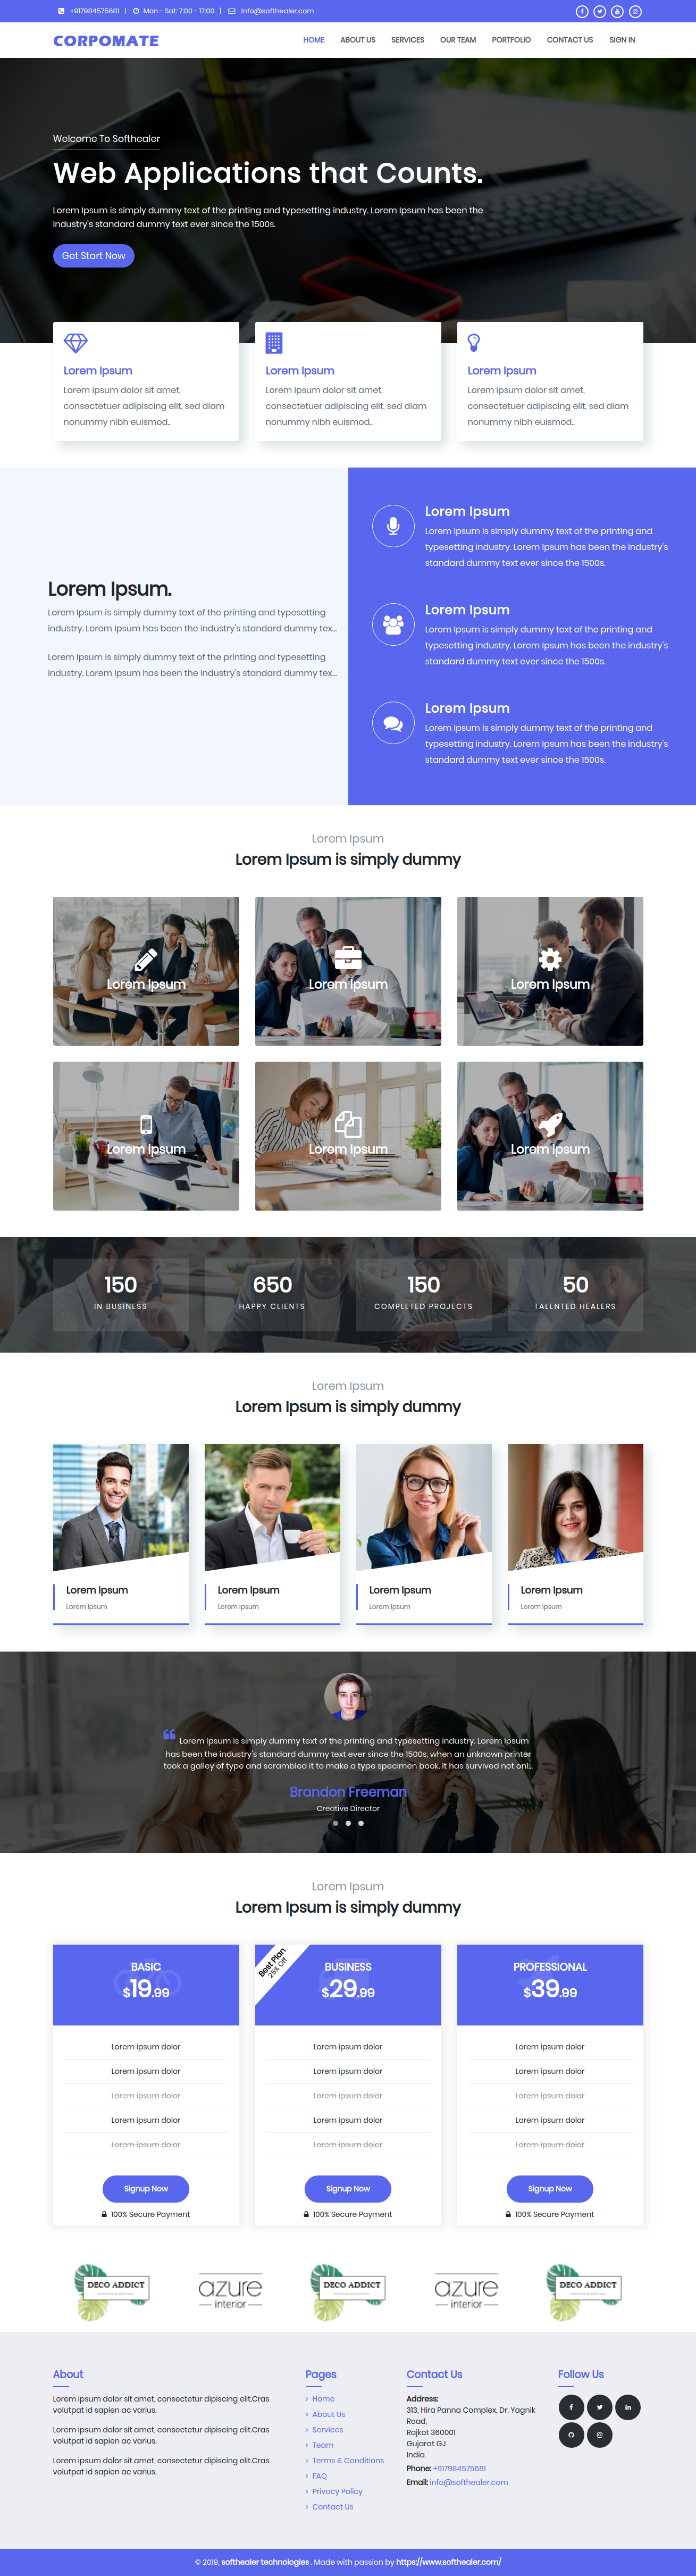 +917984575681 | Mon - Sat: 7:00 - 17:00 | info@softhealer.com
CORPOMATE
HOME ABOUT US SERVICES OUR TEAM PORTFOLIO CONTACT US SIGN IN
Welcome To Softhealer
Web Applications that Counts.
Lorem Ipsum is simply dummy text of the printing and typesetting industry. Lorem Ipsum has been the
industry's standard dummy text ever since the 1500s.
Get Start Now
Lorem Ipsum
Lorem ipsum dolor sit amet,
consectetuer adipiscing elit, sed diam
nonummy nibh euismod..
Lorem Ipsum
Lorem ipsum dolor sit amet,
consectetuer adipiscing elit, sed diam
nonummy nibh euismod..
Lorem Ipsum
Lorem ipsum dolor sit amet,
consectetuer adipiscing elit, sed diam
nonummy nibh euismod..
Lorem Ipsum.
Lorem Ipsum is simply dummy text of the printing and typesetting
industry. Lorem Ipsum has been the industry's standard dummy tex...
Lorem Ipsum is simply dummy text of the printing and typesetting
industry. Lorem Ipsum has been the industry's standard dummy tex...
Lorem Ipsum
Lorem Ipsum is simply dummy text of the printing and
typesetting industry. Lorem Ipsum has been the industry's
standard dummy text ever since the 1500s.
Lorem Ipsum
Lorem Ipsum is simply dummy text of the printing and
typesetting industry. Lorem Ipsum has been the industry's
standard dummy text ever since the 1500s.
Lorem Ipsum
Lorem Ipsum is simply dummy text of the printing and
typesetting industry. Lorem Ipsum has been the industry's
standard dummy text ever since the 1500s.
Lorem Ipsum
Lorem Ipsum is simply dummy
Lorem Ipsum
Lorem Ipsum
Lorem Ipsum
Lorem Ipsum
Lorem Ipsum
Lorem Ipsum
150
IN BUSINESS
650
HAPPY CLIENTS
150
COMPLETED PROJECTS
50
TALENTED HEALERS
Lorem Ipsum
Lorem Ipsum is simply dummy
Lorem Ipsum
Lorem Ipsum
Lorem Ipsum
Lorem Ipsum
Lorem Ipsum
Lorem Ipsum
Lorem Ipsum
Lorem Ipsum
Lorem Ipsum is simply dummy text of the printing and typesetting industry. Lorem Ipsum
has been the industry's standard dummy text ever since the 1500s, when an unknown printer
took a galley of type and scrambled it to make a type specimen book. It has survived not onl...
Brandon Freeman
Creative Director
Lorem Ipsum
Lorem Ipsum is simply dummy
BASIC
$19.99
Lorem ipsum dolor
Lorem ipsum dolor
Lorem ipsum dolor
Lorem ipsum dolor
Lorem ipsum dolor
Signup Now
100% Secure Payment
Best Plan
25% Off
BUSINESS
$29.99
Lorem ipsum dolor
Lorem ipsum dolor
Lorem ipsum dolor
Lorem ipsum dolor
Lorem ipsum dolor
Signup Now
100% Secure Payment
PROFESSIONAL
$39.99
Lorem ipsum dolor
Lorem ipsum dolor
Lorem ipsum dolor
Lorem ipsum dolor
Lorem ipsum dolor
Signup Now
100% Secure Payment
DECO ADDICT
azure
interior
DECO ADDICT
azure
interior
DECO ADDICT
About
Lorem ipsum dolor sit amet, consectetur dipiscing elit.Cras
volutpat id sapien ac varius.
Lorem ipsum dolor sit amet, consectetur dipiscing elit.Cras
volutpat id sapien ac varius.
Lorem ipsum dolor sit amet, consectetur dipiscing elit.Cras
volutpat id sapien ac varius.
Pages
Home
About Us
Services
Team
Terms & Conditions
FAQ
Privacy Policy
Contact Us
Contact Us
Address:
313, Hira Panna Complex, Dr. Yagnik
Road,
Rajkot 360001
Gujarat GJ
India
Phone: +917984575681
Email: info@softhealer.com
Follow Us
© 2019, softhealer technologies . Made with passion by https://www.softhealer.com/